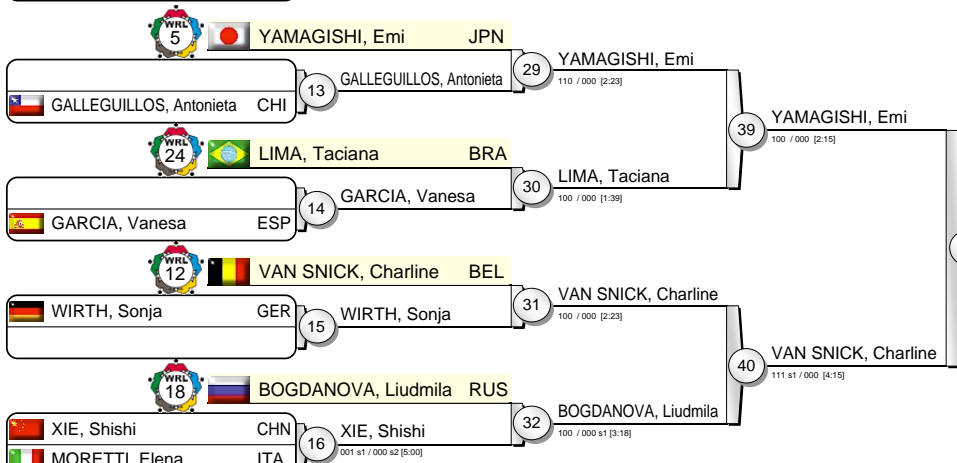 WRL
5
YAMAGISHI, Emi JPN
GALLEGUILLOS, Antonieta CHI
13
GALLEGUILLOS, Antonieta
29
YAMAGISHI, Emi
110 / 000 [2:23]
WRL
24
LIMA, Taciana BRA
GARCIA, Vanesa ESP
14
GARCIA, Vanesa
30
LIMA, Taciana
100 / 000 [1:39]
39
YAMAGISHI, Emi
100 / 000 [2:15]
WRL
12
VAN SNICK, Charline BEL
WIRTH, Sonja GER
15
WIRTH, Sonja
31
VAN SNICK, Charline
100 / 000 [2:23]
WRL
18
BOGDANOVA, Liudmila RUS
XIE, Shishi CHN
MORETTI, Elena ITA
16
XIE, Shishi
001 s1 / 000 s2 [5:00]
32
BOGDANOVA, Liudmila
100 / 000 s1 [3:18]
40
VAN SNICK, Charline
111 s1 / 000 [4:15]